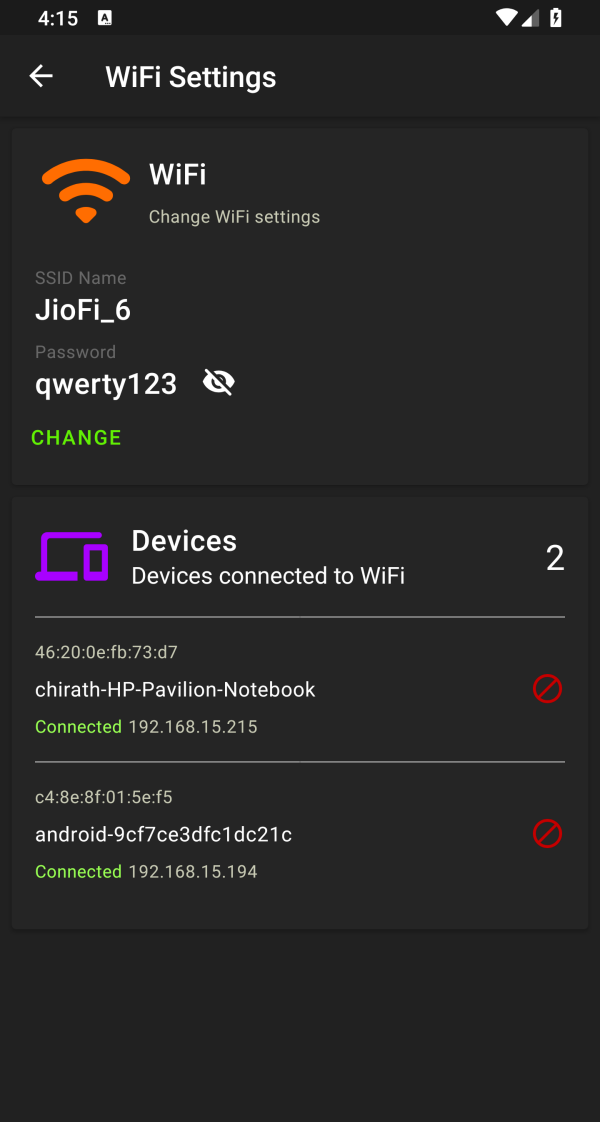 4:15
WiFi Settings
WiFi
Change WiFi settings
SSID Name
JioFi_6
Password
qwerty123
CHANGE
Devices
Devices connected to WiFi
2
46:20:0e:fb:73:d7
chirath-HP-Pavilion-Notebook
Connected 192.168.15.215
c4:8e:8f:01:5e:f5
android-9cf7ce3dfc1dc21c
Connected 192.168.15.194